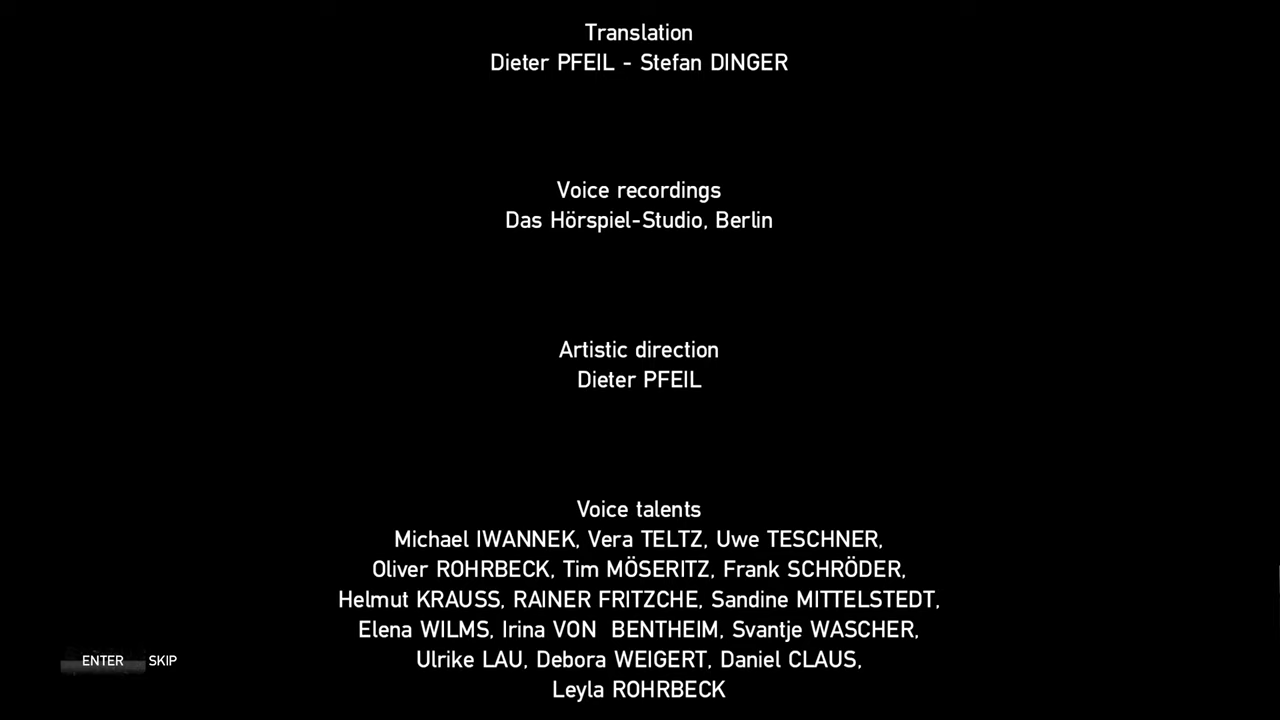 Translation
Dieter PFEIL - Stefan DINGER
Voice recordings
Das Hörspiel-Studio, Berlin
Artistic direction
Dieter PFEIL
Voice talents
Michael IWANNEK, Vera TELTZ, Uwe TESCHNER,
Oliver ROHRBECK, Tim MÖSERITZ, Frank SCHRÖDER,
Helmut KRAUSS, RAINER FRITZCHE, Sandine MITTELSTEDT,
Elena WILMS, Irina VON  BENTHEIM, Svantje WASCHER,
Ulrike LAU, Debora WEIGERT, Daniel CLAUS,
Leyla ROHRBECK
ENTER SKIP